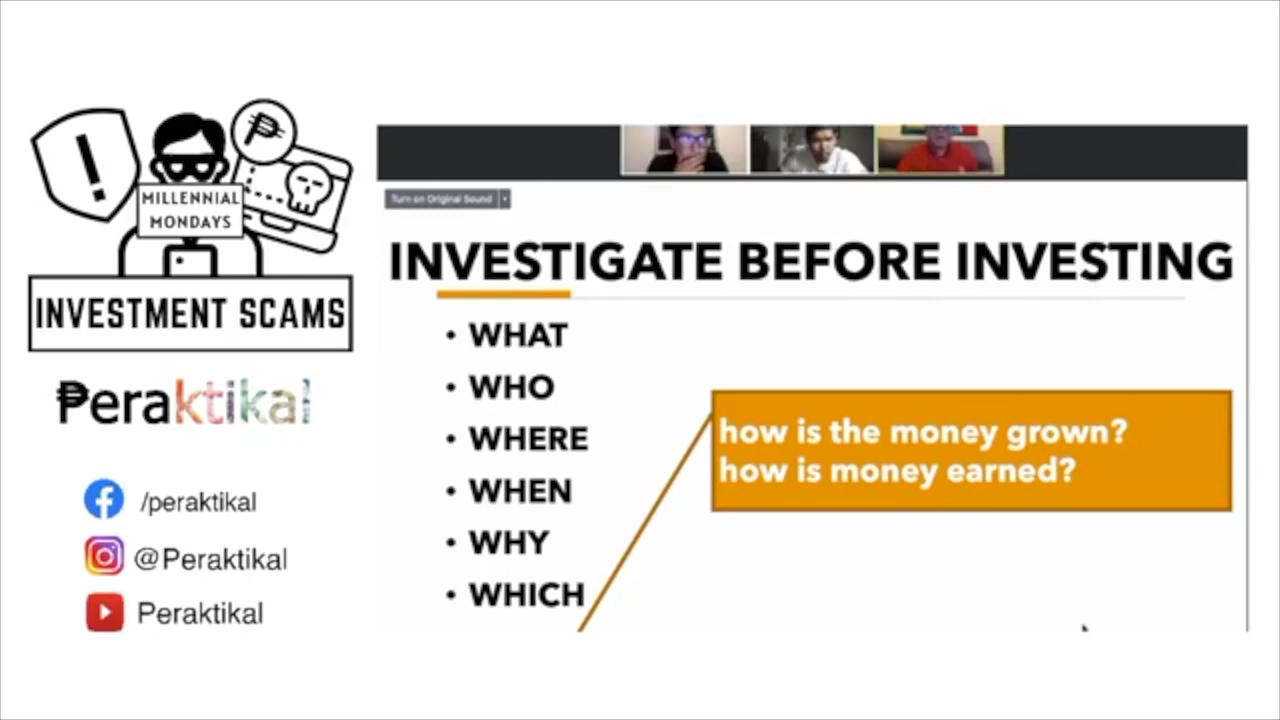 MILLENNIAL
MONDAYS
INVESTMENT SCAMS
₱eraktikal
/peraktikal
@Peraktikal
Peraktikal
Turn on Original Sound
INVESTIGATE BEFORE INVESTING
• WHAT
• WHO
• WHERE
• WHEN
• WHY
• WHICH
how is the money grown?
how is money earned?